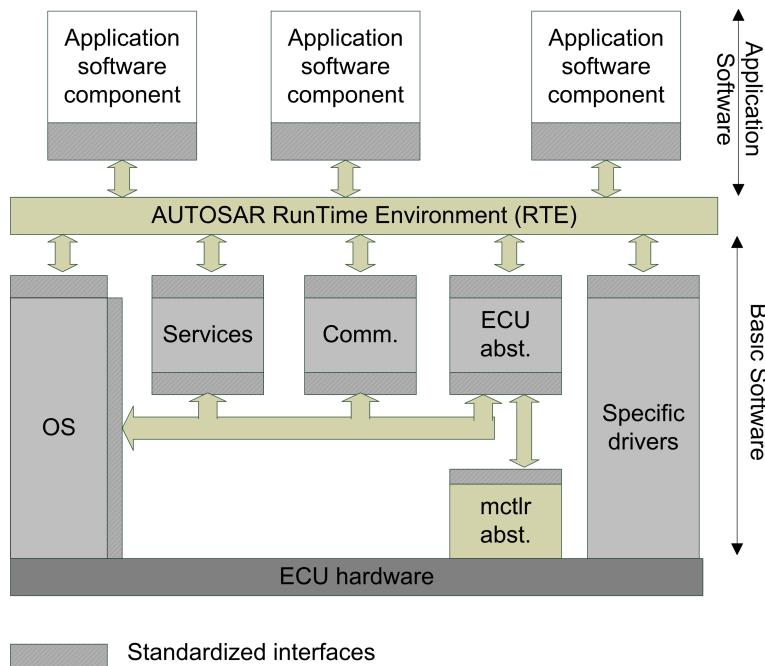 Application
software
component
Application
software
component
Application
software
component
Application
Software
AUTOSAR RunTime Environment (RTE)
OS
Services
Comm.
ECU
abst.
Specific
drivers
mctlr
abst.
Basic Software
ECU hardware
Standardized interfaces